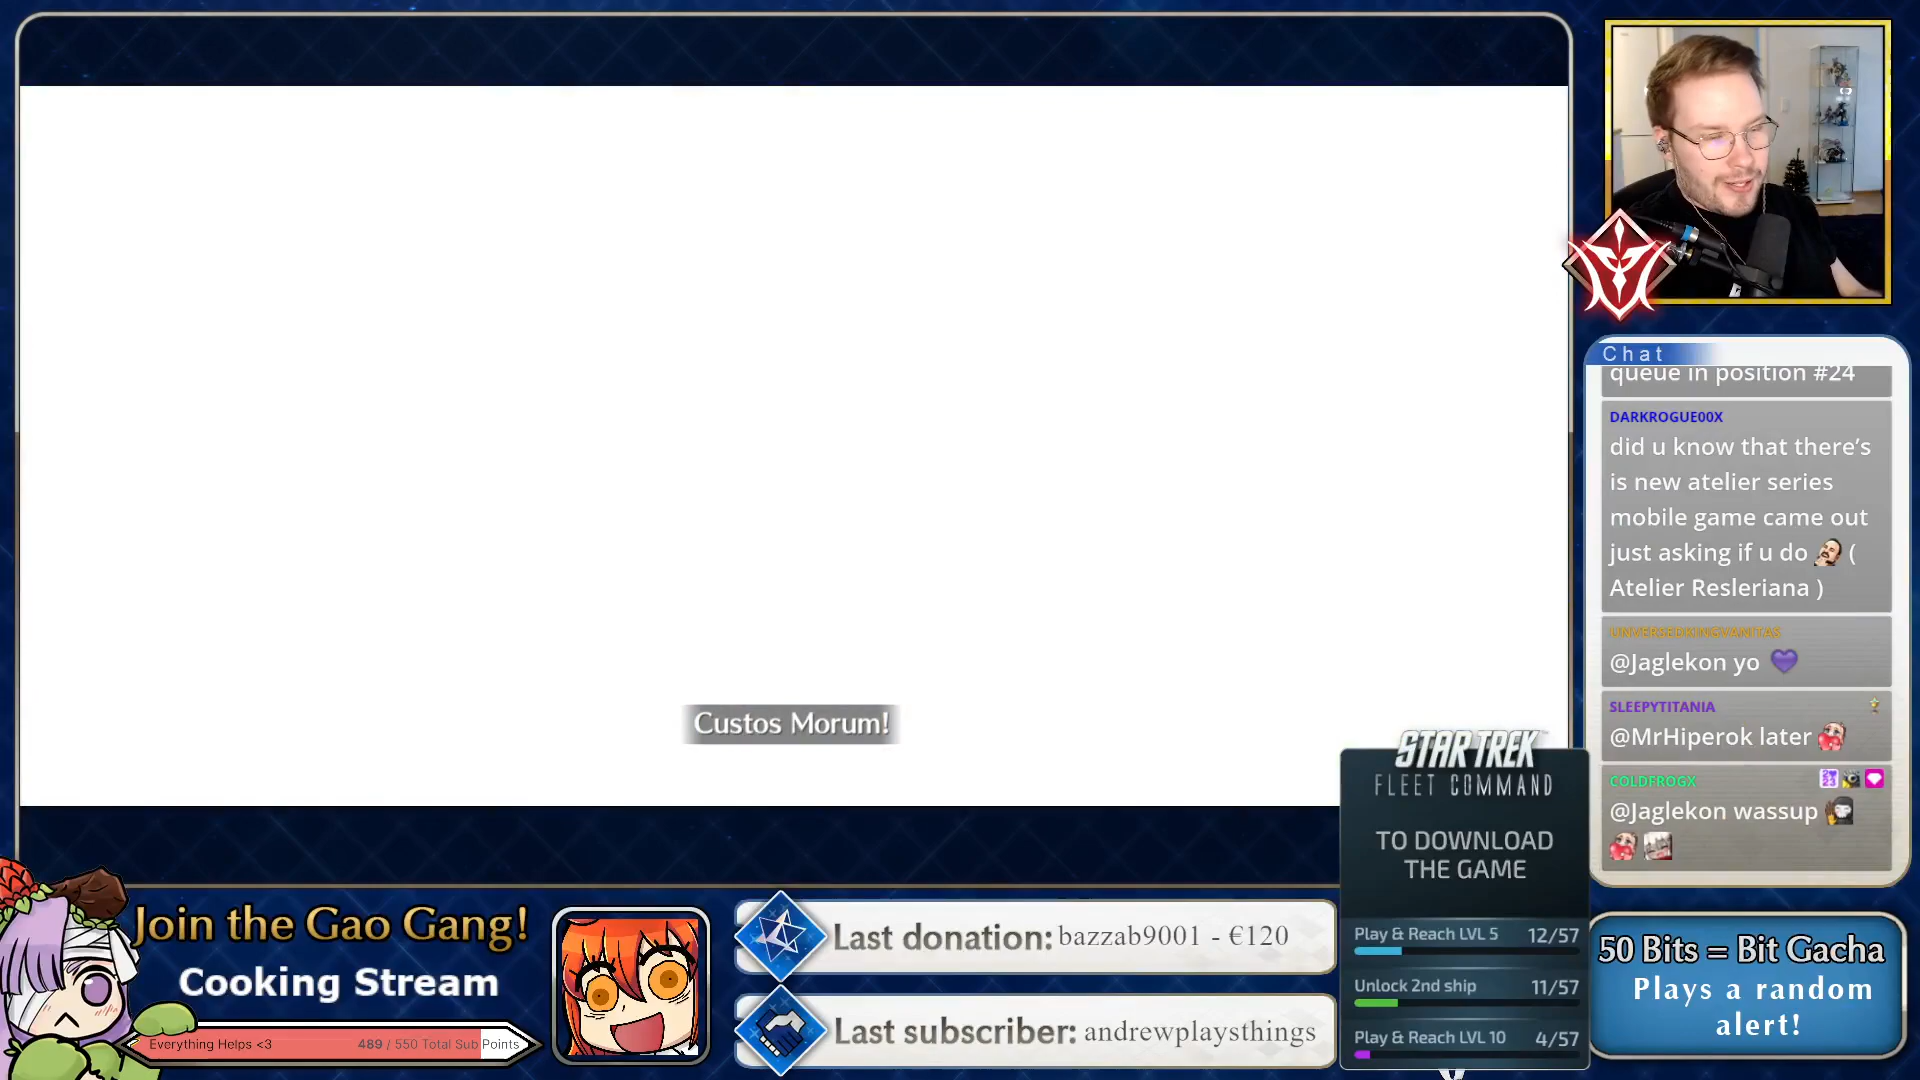 Custos Morum!
Chat
queue in position #24
DARKROGUE00X
did u know that there's
is new atelier series
mobile game came out
just asking if u do (
Atelier Resleriana )
UNVERSEDKINGVANITAS
@Jaglekon yo
SLEEPYTITANIA
@MrHiperok later
COLDFROGX
@Jaglekon wassup
STAR TREK
FLEET COMMAND
TO DOWNLOAD
THE GAME
Play & Reach LVL 5 12/57
Unlock 2nd ship 11/57
Play & Reach LVL 10 4/57
Join the Gao Gang!
Cooking Stream
Everything Helps <3 489 / 550 Total Sub Points
Last donation: bazzab9001 - €120
Last subscriber: andrewplaysthings
50 Bits = Bit Gacha
Plays a random
alert!